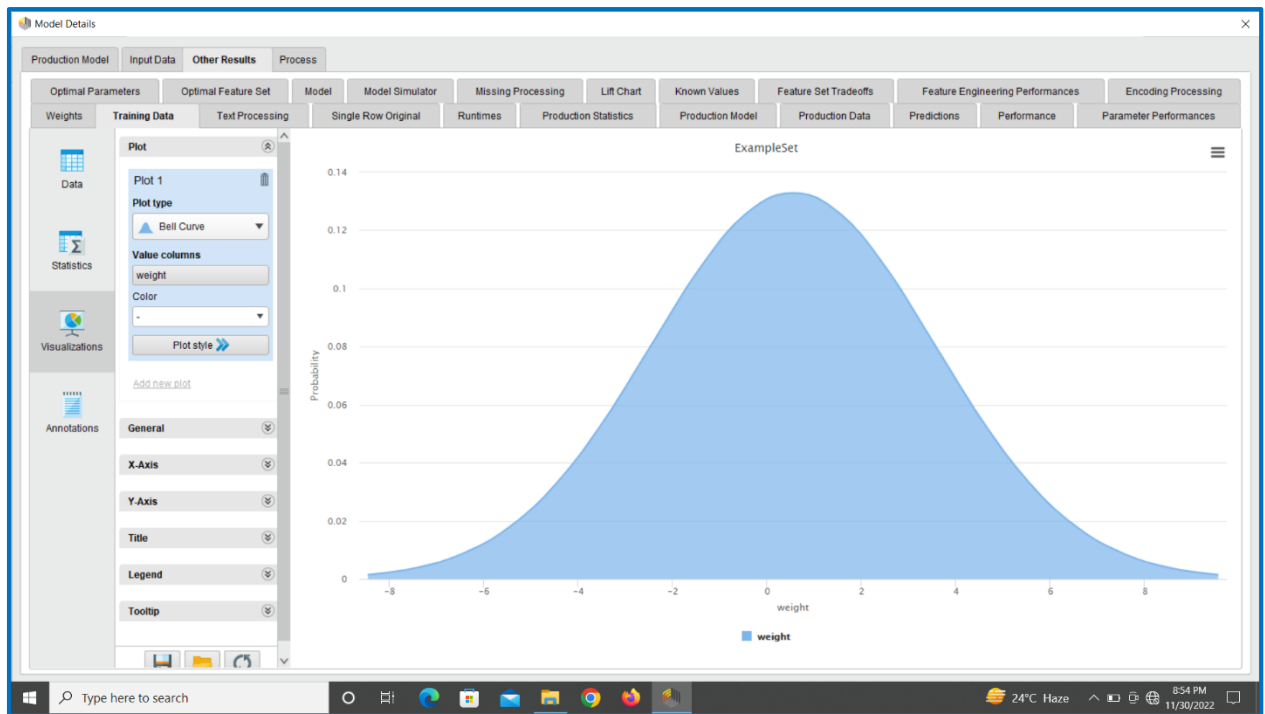 Model Details
Production Model Input Data Other Results Process
Optimal Parameters Optimal Feature Set Model Model Simulator Missing Processing Lift Chart Known Values Feature Set Tradeoffs Feature Engineering Performances Encoding Processing
Weights Training Data Text Processing Single Row Original Runtimes Production Statistics Production Model Production Data Predictions Performance Parameter Performances
Data
Statistics
Visualizations
Annotations
Plot
Plot 1
Plot type
Bell Curve
Value columns
weight
Color
-
Plot style
Add new plot
General
X-Axis
Y-Axis
Title
Legend
Tooltip
ExampleSet
Probability
0.14
0.12
0.1
0.08
0.06
0.04
0.02
0
-8 -6 -4 -2 0 2 4 6 8
weight
weight
Type here to search
24°C Haze
8:54 PM
11/30/2022